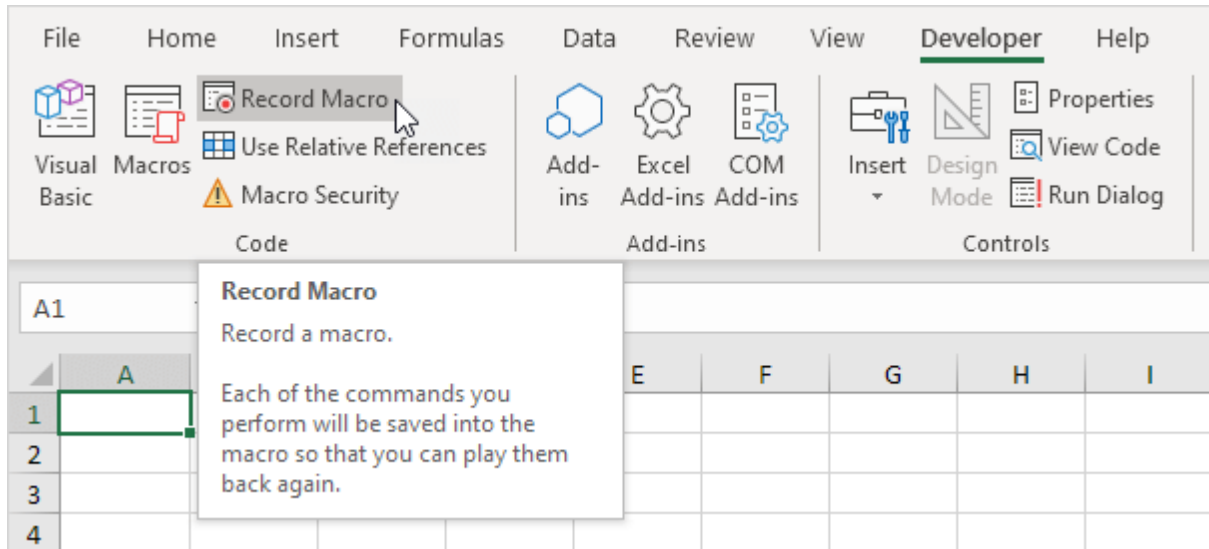 File Home Insert Formulas Data Review View Developer Help
Record Macro
Use Relative References
Macro Security
Visual
Basic
Macros
Code
Add-
ins
Excel
Add-ins
COM
Add-ins
Add-ins
Insert
Design
Mode
Properties
View Code
Run Dialog
Controls
A1
Record Macro
Record a macro.
Each of the commands you
perform will be saved into the
macro so that you can play them
back again.
A E F G H I
1
2
3
4